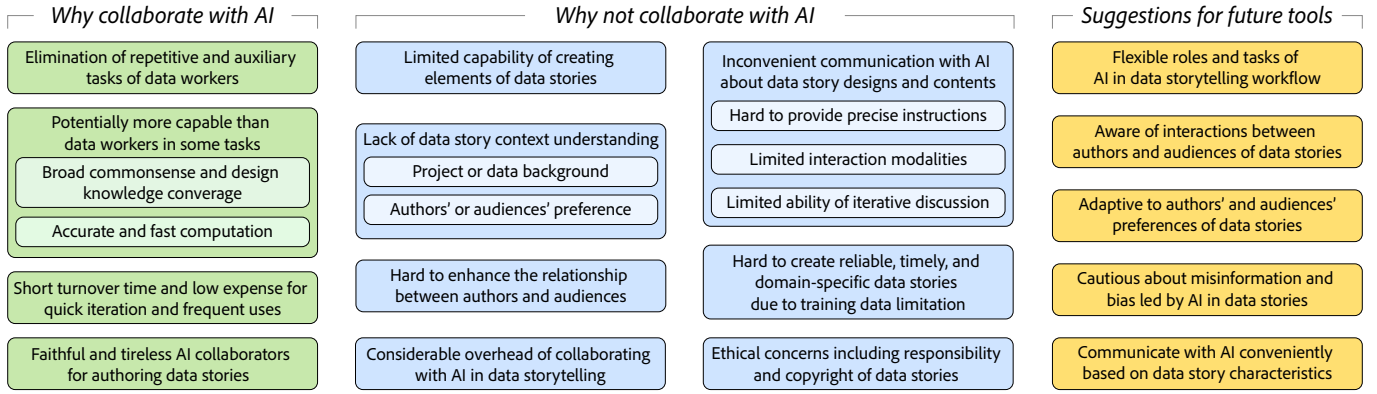 Why collaborate with AI
Elimination of repetitive and auxiliary
tasks of data workers
Potentially more capable than
data workers in some tasks
Broad commonsense and design
knowledge converage
Accurate and fast computation
Short turnover time and low expense for
quick iteration and frequent uses
Faithful and tireless AI collaborators
for authoring data stories
Why not collaborate with AI
Limited capability of creating
elements of data stories
Lack of data story context understanding
Project or data background
Authors’ or audiences’ preference
Hard to enhance the relationship
between authors and audiences
Considerable overhead of collaborating
with AI in data storytelling
Inconvenient communication with AI
about data story designs and contents
Hard to provide precise instructions
Limited interaction modalities
Limited ability of iterative discussion
Hard to create reliable, timely, and
domain-specific data stories
due to training data limitation
Ethical concerns including responsibility
and copyright of data stories
Suggestions for future tools
Flexible roles and tasks of
AI in data storytelling workflow
Aware of interactions between
authors and audiences of data stories
Adaptive to authors’ and audiences’
preferences of data stories
Cautious about misinformation and
bias led by AI in data stories
Communicate with AI conveniently
based on data story characteristics